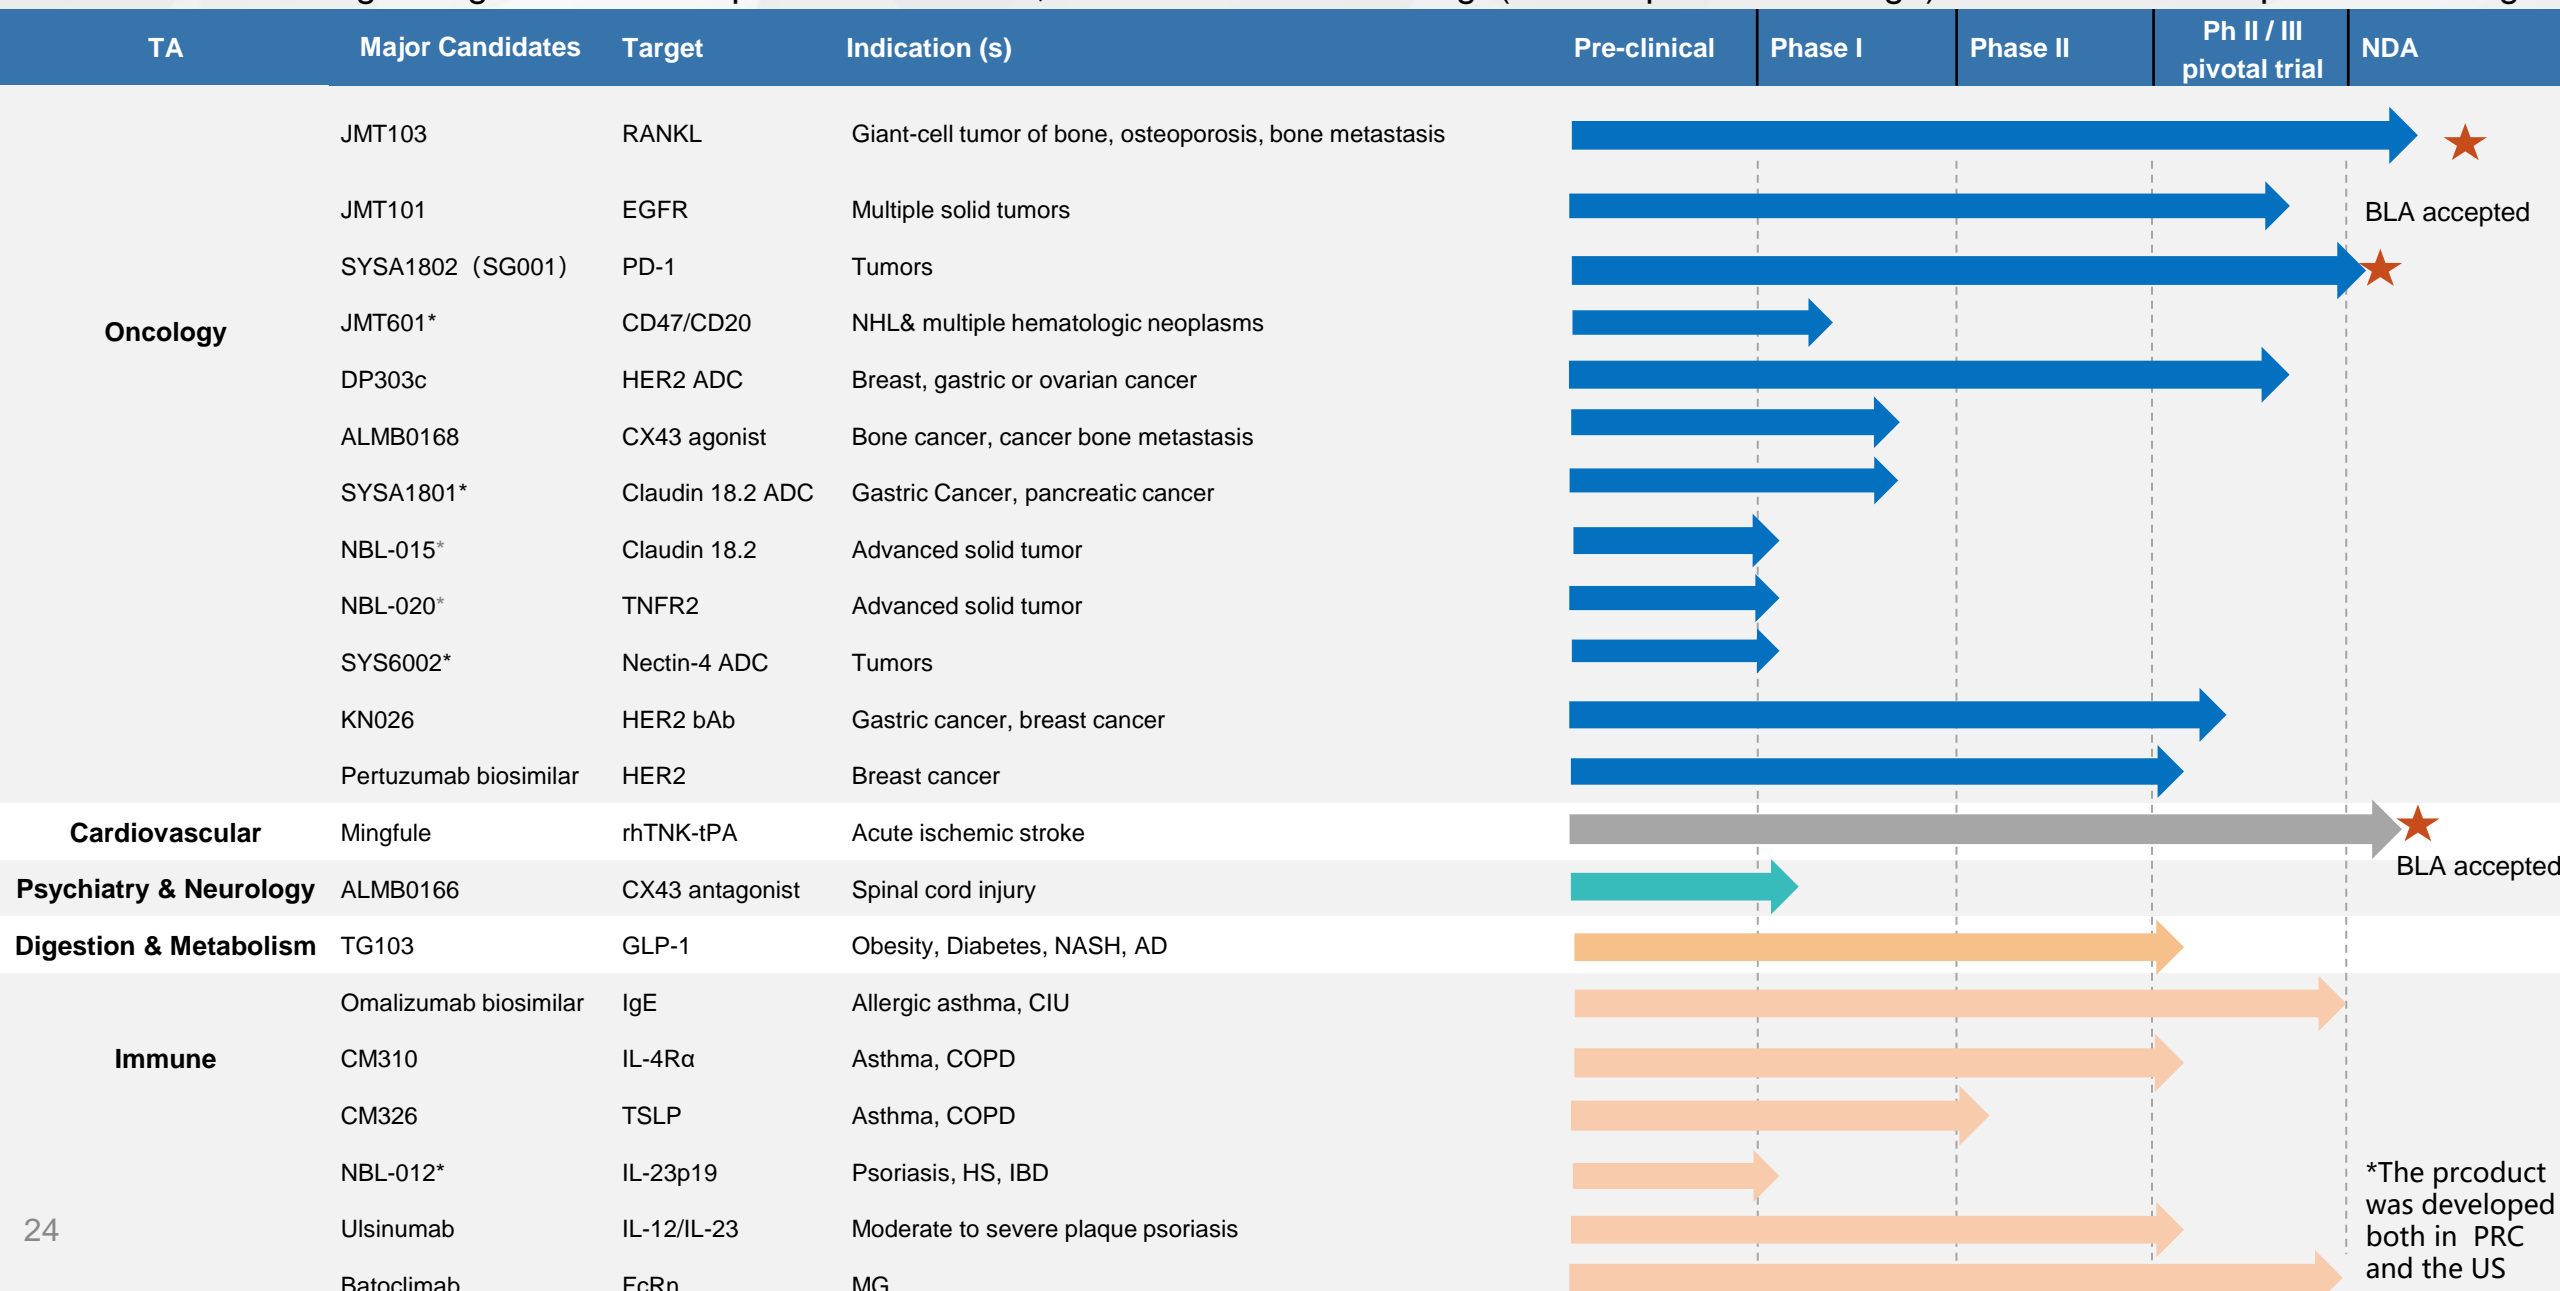 TA Major Candidates Target Indication (s) Pre-clinical Phase I Phase II Ph II / III pivotal trial NDA
JMT103 RANKL Giant-cell tumor of bone, osteoporosis, bone metastasis
JMT101 EGFR Multiple solid tumors BLA accepted
SYSA1802（SG001） PD-1 Tumors
Oncology JMT601* CD47/CD20 NHL& multiple hematologic neoplasms
DP303c HER2 ADC Breast, gastric or ovarian cancer
ALMB0168 CX43 agonist Bone cancer, cancer bone metastasis
SYSA1801* Claudin 18.2 ADC Gastric Cancer, pancreatic cancer
NBL-015* Claudin 18.2 Advanced solid tumor
NBL-020* TNFR2 Advanced solid tumor
SYS6002* Nectin-4 ADC Tumors
KN026 HER2 bAb Gastric cancer, breast cancer
Pertuzumab biosimilar HER2 Breast cancer
Cardiovascular Mingfule rhTNK-tPA Acute ischemic stroke
BLA accepted
Psychiatry & Neurology ALMB0166 CX43 antagonist Spinal cord injury
Digestion & Metabolism TG103 GLP-1 Obesity, Diabetes, NASH, AD
Omalizumab biosimilar IgE Allergic asthma, CIU
Immune CM310 IL-4Rα Asthma, COPD
CM326 TSLP Asthma, COPD
NBL-012* IL-23p19 Psoriasis, HS, IBD
Ulsinumab IL-12/IL-23 Moderate to severe plaque psoriasis
Batoclimab FcRn MG
*The prcoduct
was developed
both in PRC
and the US
24